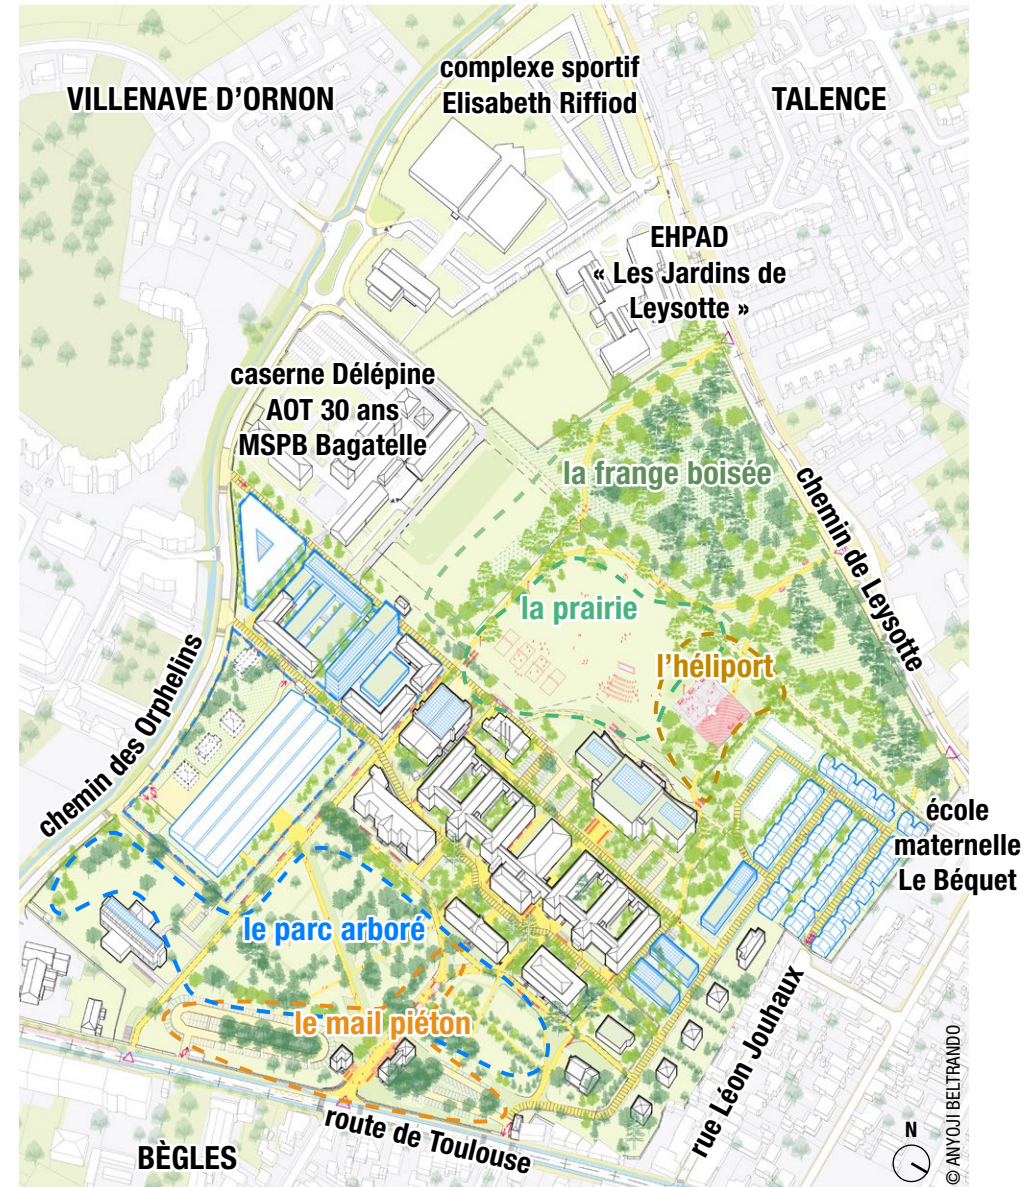 complexe sportif
Elisabeth Riffiod
VILLENAVE D'ORNON
TALENCE
EHPAD
« Les Jardins de
Leysotte »
caserne Délépine
AOT 30 ans
MSPB Bagatelle
la frange boisée
chemin de Leysotte
la prairie
l'héliport
chemin des Orphelins
école
maternelle
Le Béquet
le parc arboré
le mail piéton
rue Léon Jouhaux
route de Toulouse
BÈGLES
N
© ANYOJI BELTRANDO